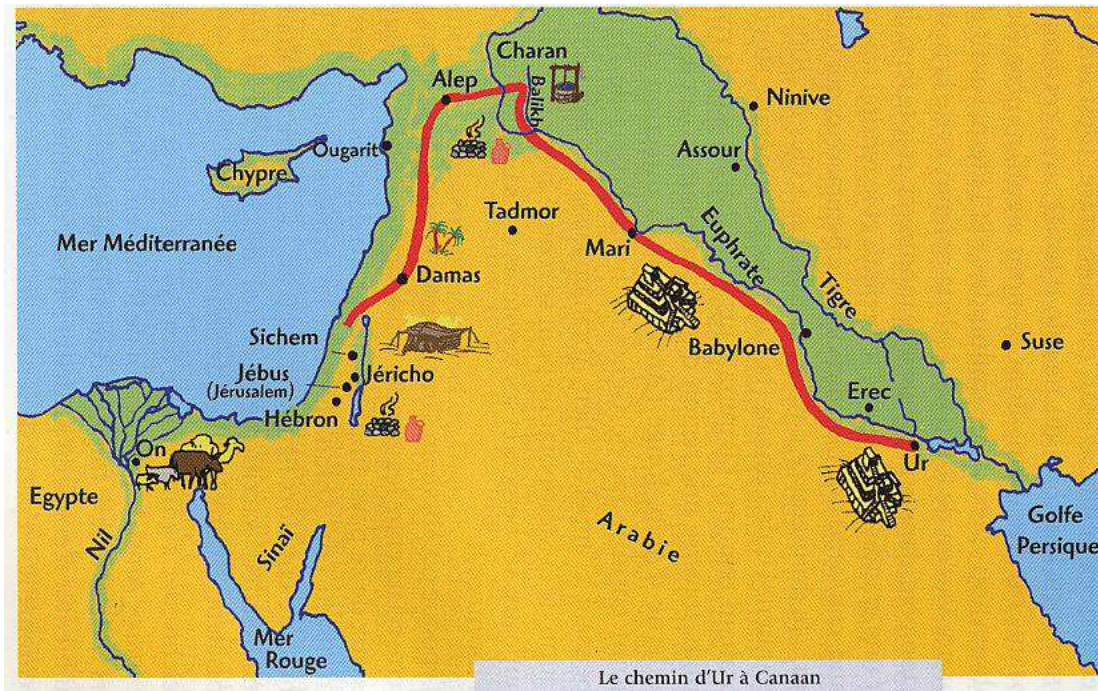 Charan
Balikh
Alep
Ninive
Ougarit
Assour
Chypre
Tadmor
Mer Méditerranée
Mari
Euphrate
Damas
Tigre
Sichem
Babylone
Suse
Jébus
(Jérusalem)
Jéricho
Hébron
Erec
On
Ur
Egypte
Nil
Sinaï
Arabie
Golfe
Persique
Mer
Rouge
Le chemin d'Ur à Canaan